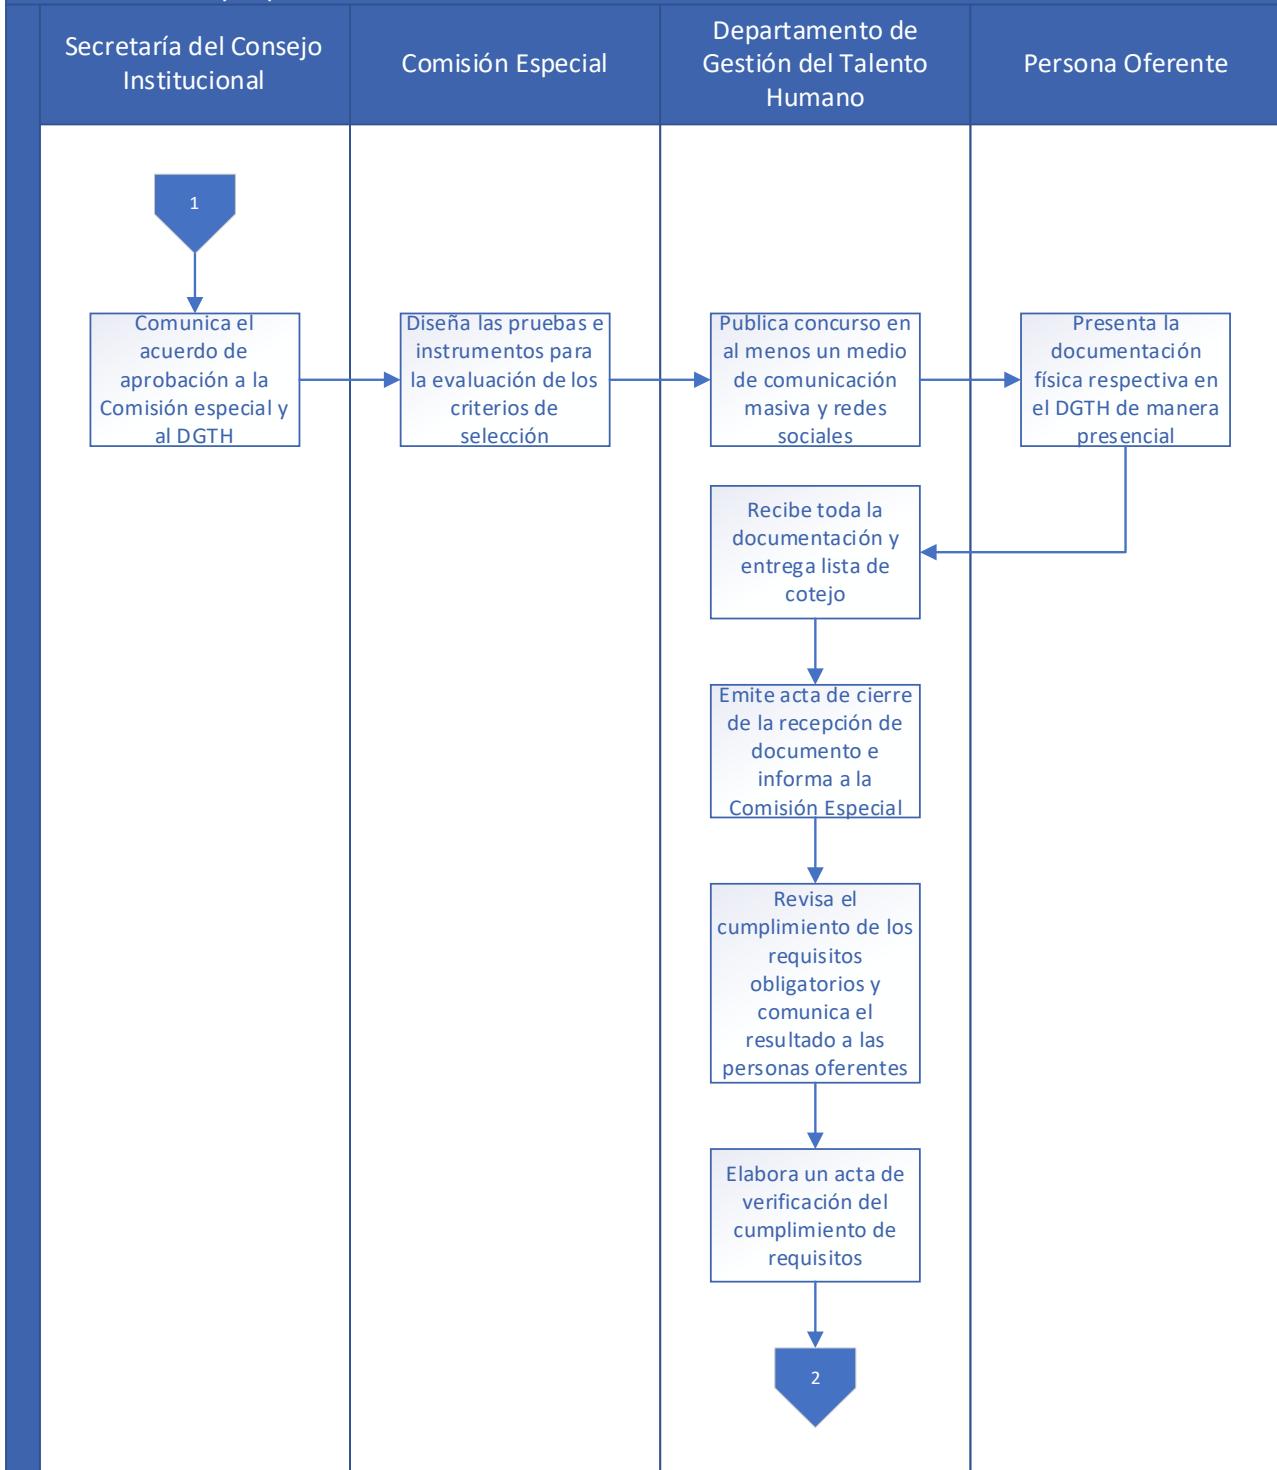 Secretaría del Consejo
Institucional
Comisión Especial
Departamento de
Gestión del Talento
Humano
Persona Oferente
1
Comunica el
acuerdo de
aprobación a la
Comisión especial y
al DGTH
Diseña las pruebas e
instrumentos para
la evaluación de los
criterios de
selección
Publica concurso en
al menos un medio
de comunicación
masiva y redes
sociales
Presenta la
documentación
física respectiva en
el DGTH de manera
presencial
Recibe toda la
documentación y
entrega lista de
cotejo
Emite acta de cierre
de la recepción de
documento e
informa a la
Comisión Especial
Revisa el
cumplimiento de los
requisitos
obligatorios y
comunica el
resultado a las
personas oferentes
Elabora un acta de
verificación del
cumplimiento de
requisitos
2